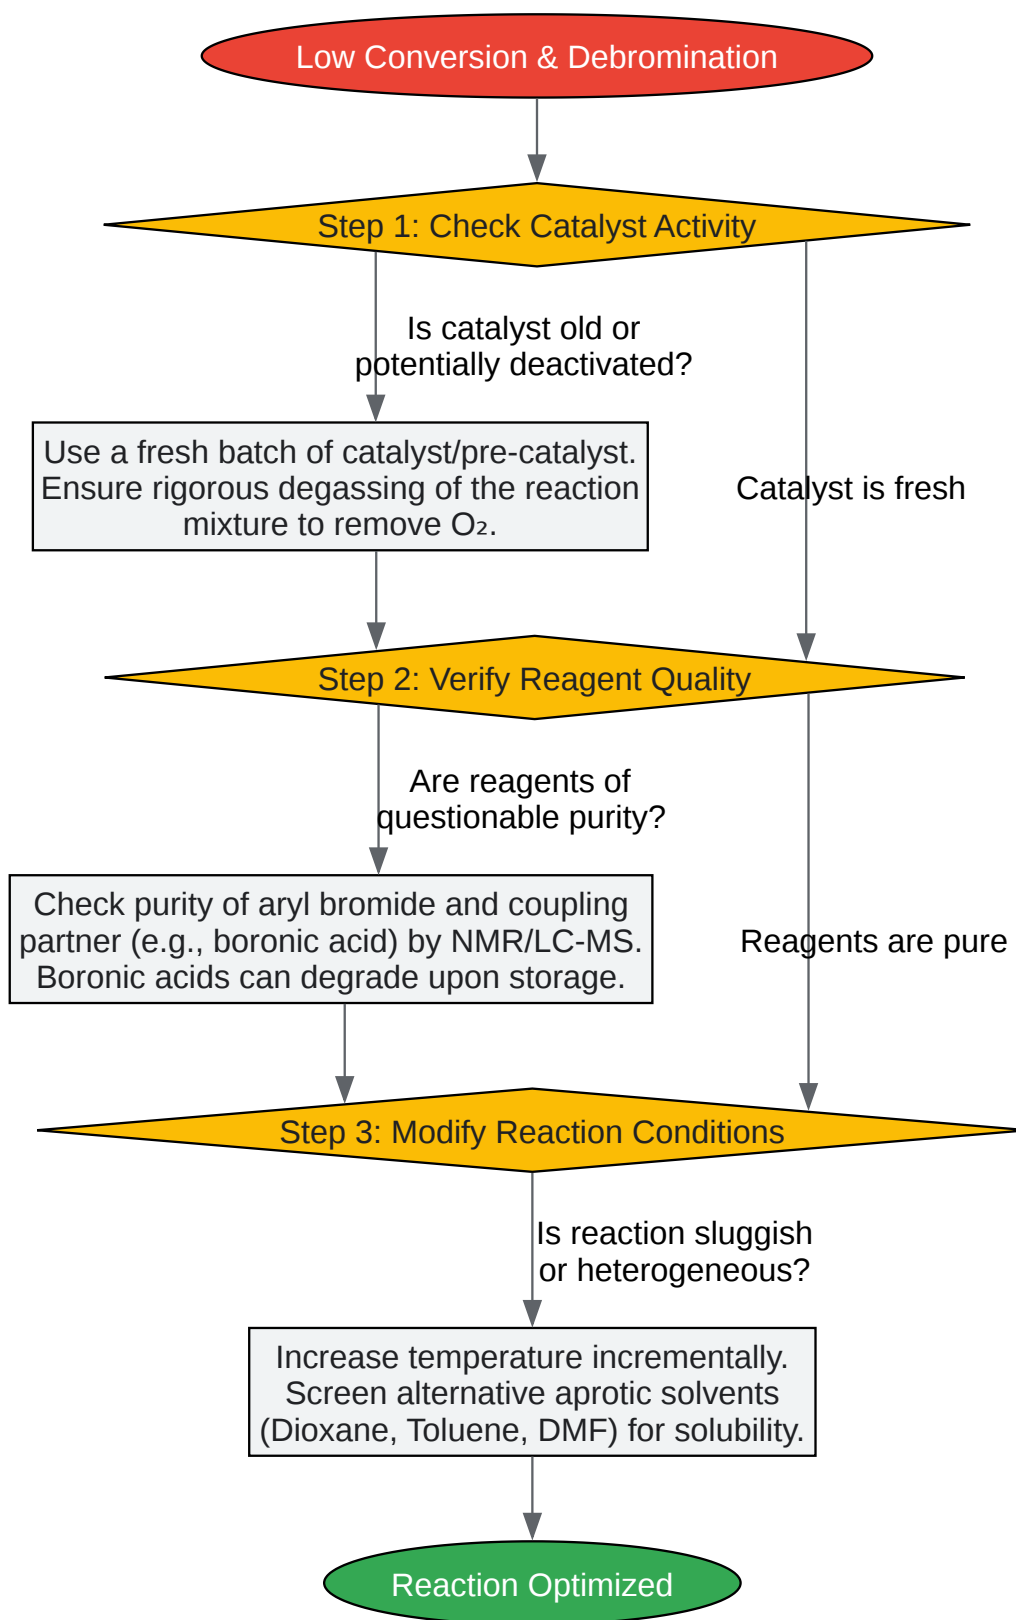 Low Conversion & Debromination
Step 1: Check Catalyst Activity
Is catalyst old or
potentially deactivated?
Use a fresh batch of catalyst/pre-catalyst.
Ensure rigorous degassing of the reaction
mixture to remove O₂.
Catalyst is fresh
Step 2: Verify Reagent Quality
Are reagents of
questionable purity?
Check purity of aryl bromide and coupling
partner (e.g., boronic acid) by NMR/LC-MS.
Boronic acids can degrade upon storage.
Reagents are pure
Step 3: Modify Reaction Conditions
Is reaction sluggish
or heterogeneous?
Increase temperature incrementally.
Screen alternative aprotic solvents
(Dioxane, Toluene, DMF) for solubility.
Reaction Optimized